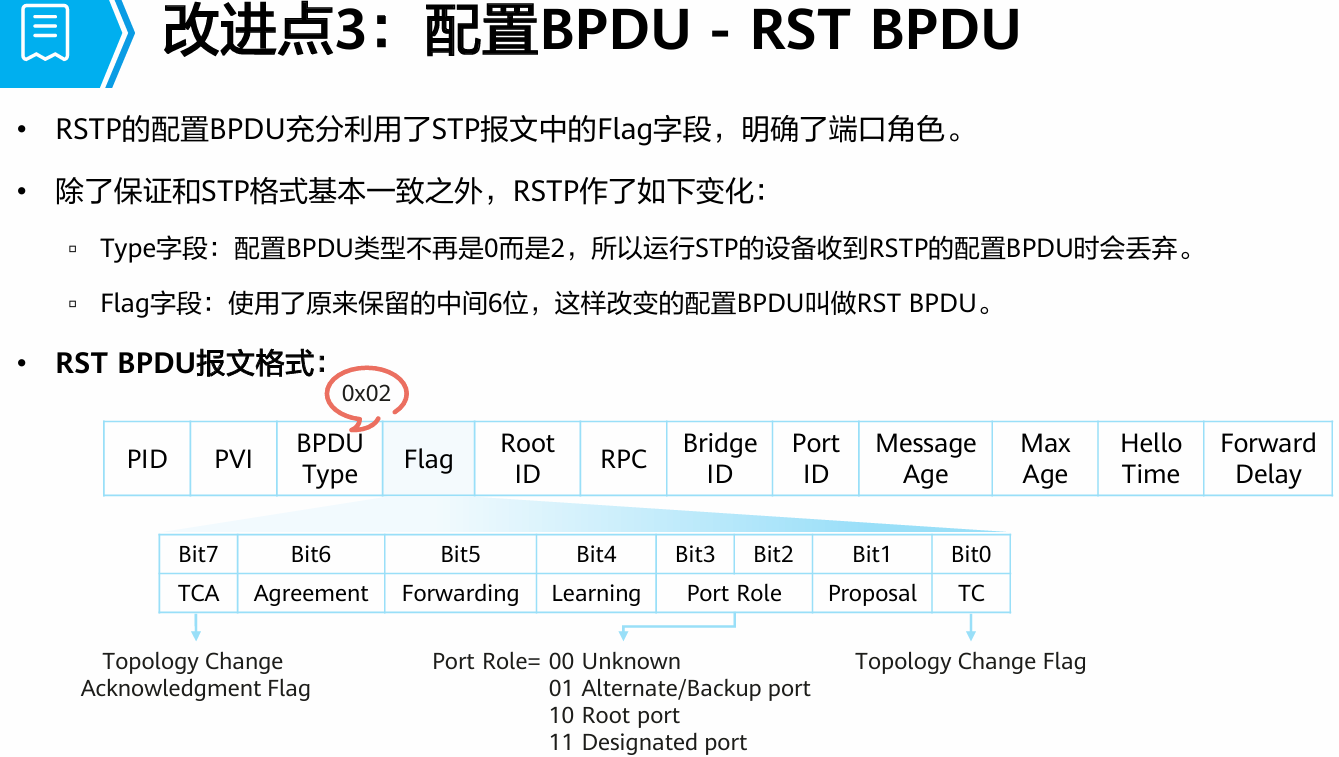 改进点3：配置BPDU - RST BPDU
• RSTP的配置BPDU充分利用了STP报文中的Flag字段，明确了端口角色。
• 除了保证和STP格式基本一致之外，RSTP作了如下变化：
▫ Type字段：配置BPDU类型不再是0而是2，所以运行STP的设备收到RSTP的配置BPDU时会丢弃。
▫ Flag字段：使用了原来保留的中间6位，这样改变的配置BPDU叫做RST BPDU。
• RST BPDU报文格式：
0x02
PID PVI BPDU Type Flag Root ID RPC Bridge ID Port ID Message Age Max Age Hello Time Forward Delay
Bit7 Bit6 Bit5 Bit4 Bit3 Bit2 Bit1 Bit0
TCA Agreement Forwarding Learning Port Role Proposal TC
Topology Change
Acknowledgment Flag
Port Role= 00 Unknown
01 Alternate/Backup port
10 Root port
11 Designated port
Topology Change Flag